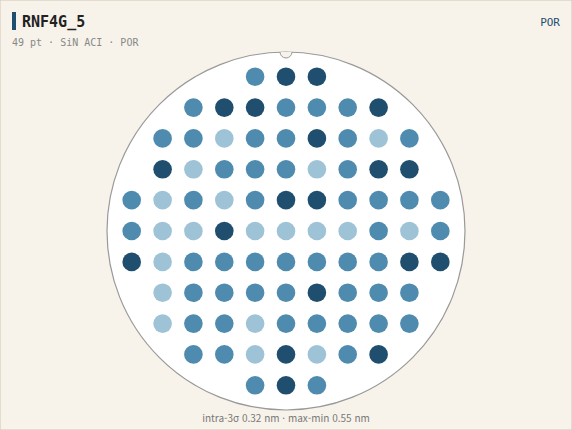 RNF4G_5
POR
49 pt · SiN ACI · POR
intra-3σ 0.32 nm · max-min 0.55 nm